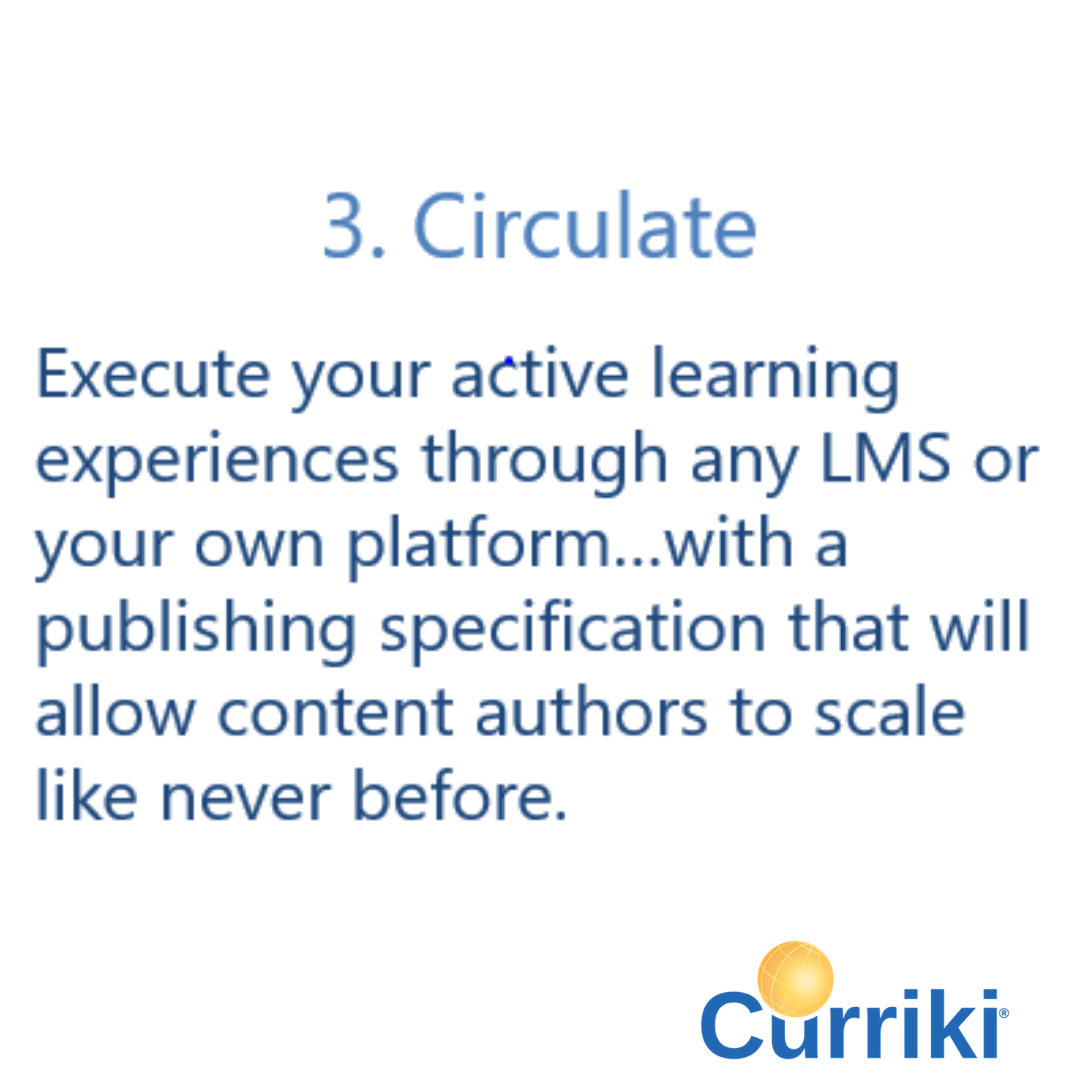 3. Circulate
Execute your active learning
experiences through any LMS or
your own platform...with a
publishing specification that will
allow content authors to scale
like never before.
Curriki®